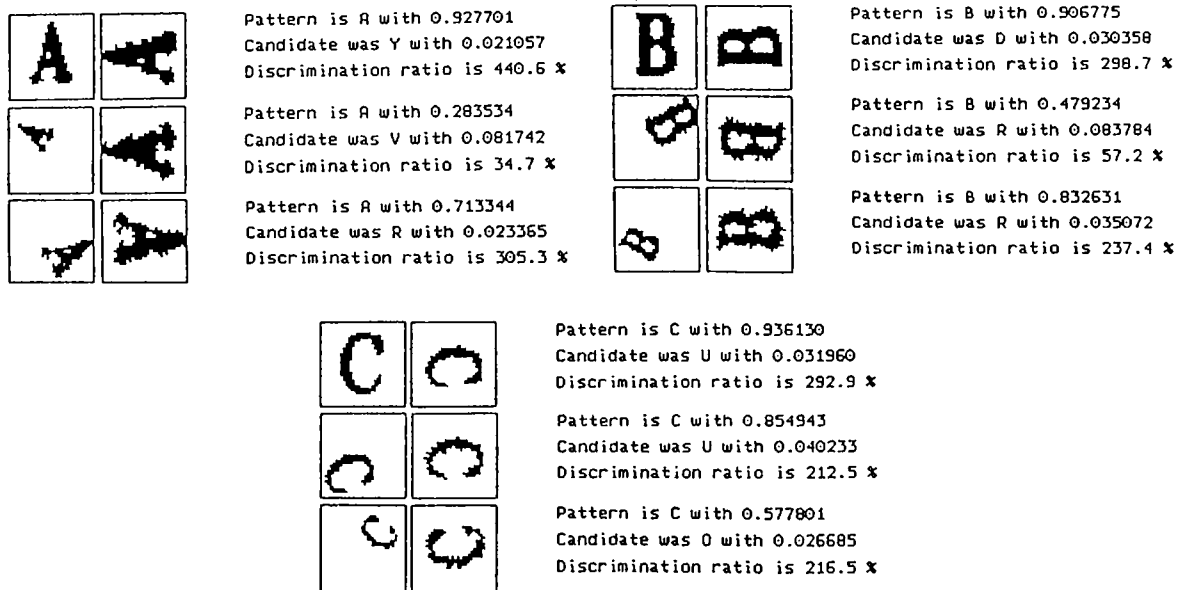 Pattern is A with 0.927701
Candidate was Y with 0.021057
Discrimination ratio is 440.6 %
Pattern is A with 0.283534
Candidate was V with 0.081742
Discrimination ratio is 34.7 %
Pattern is A with 0.713344
Candidate was R with 0.023365
Discrimination ratio is 305.3 %
Pattern is B with 0.906775
Candidate was D with 0.030358
Discrimination ratio is 298.7 %
Pattern is B with 0.479234
Candidate was R with 0.083784
Discrimination ratio is 57.2 %
Pattern is B with 0.832631
Candidate was R with 0.035072
Discrimination ratio is 237.4 %
Pattern is C with 0.936130
Candidate was U with 0.031960
Discrimination ratio is 292.9 %
Pattern is C with 0.854943
Candidate was U with 0.040233
Discrimination ratio is 212.5 %
Pattern is C with 0.577801
Candidate was O with 0.026685
Discrimination ratio is 216.5 %
A A
A A
A A
B B
B B
B B
C C
C C
C C